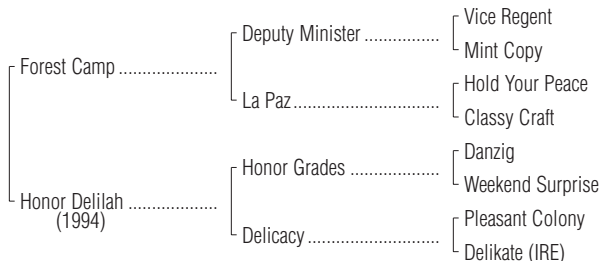 Vice Regent
Deputy Minister ..................
Mint Copy
Forest Camp .......................
Hold Your Peace
La Paz..................................
Classy Craft
Danzig
Honor Grades .....................
Weekend Surprise
Honor Delilah .....................
(1994)
Pleasant Colony
Delicacy ...............................
Delikate (IRE)